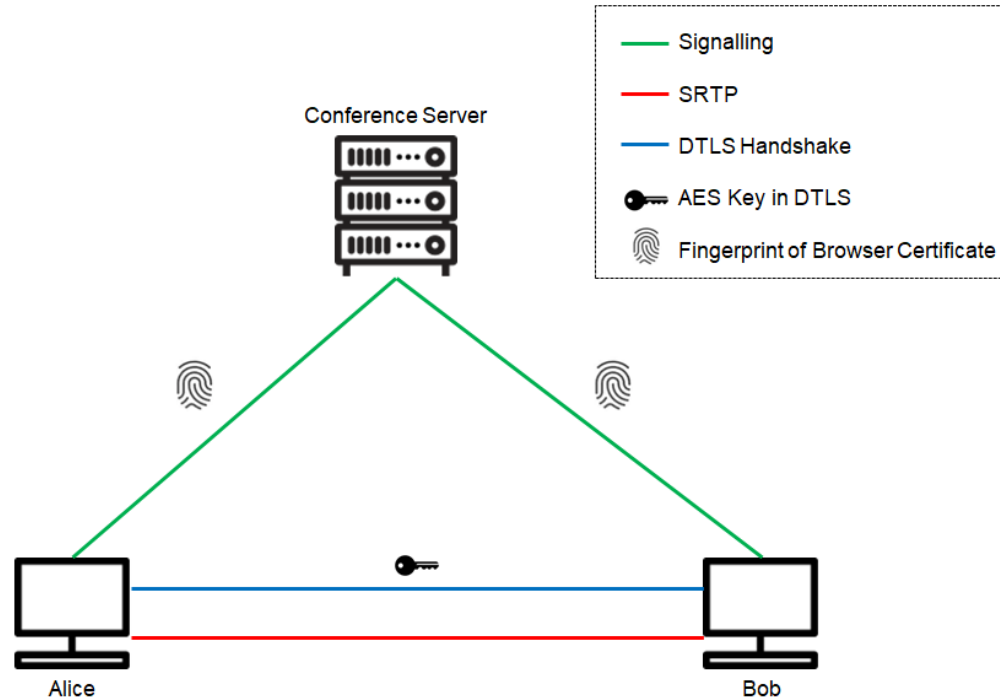 Signalling
SRTP
Conference Server
DTLS Handshake
AES Key in DTLS
Fingerprint of Browser Certificate
Alice
Bob